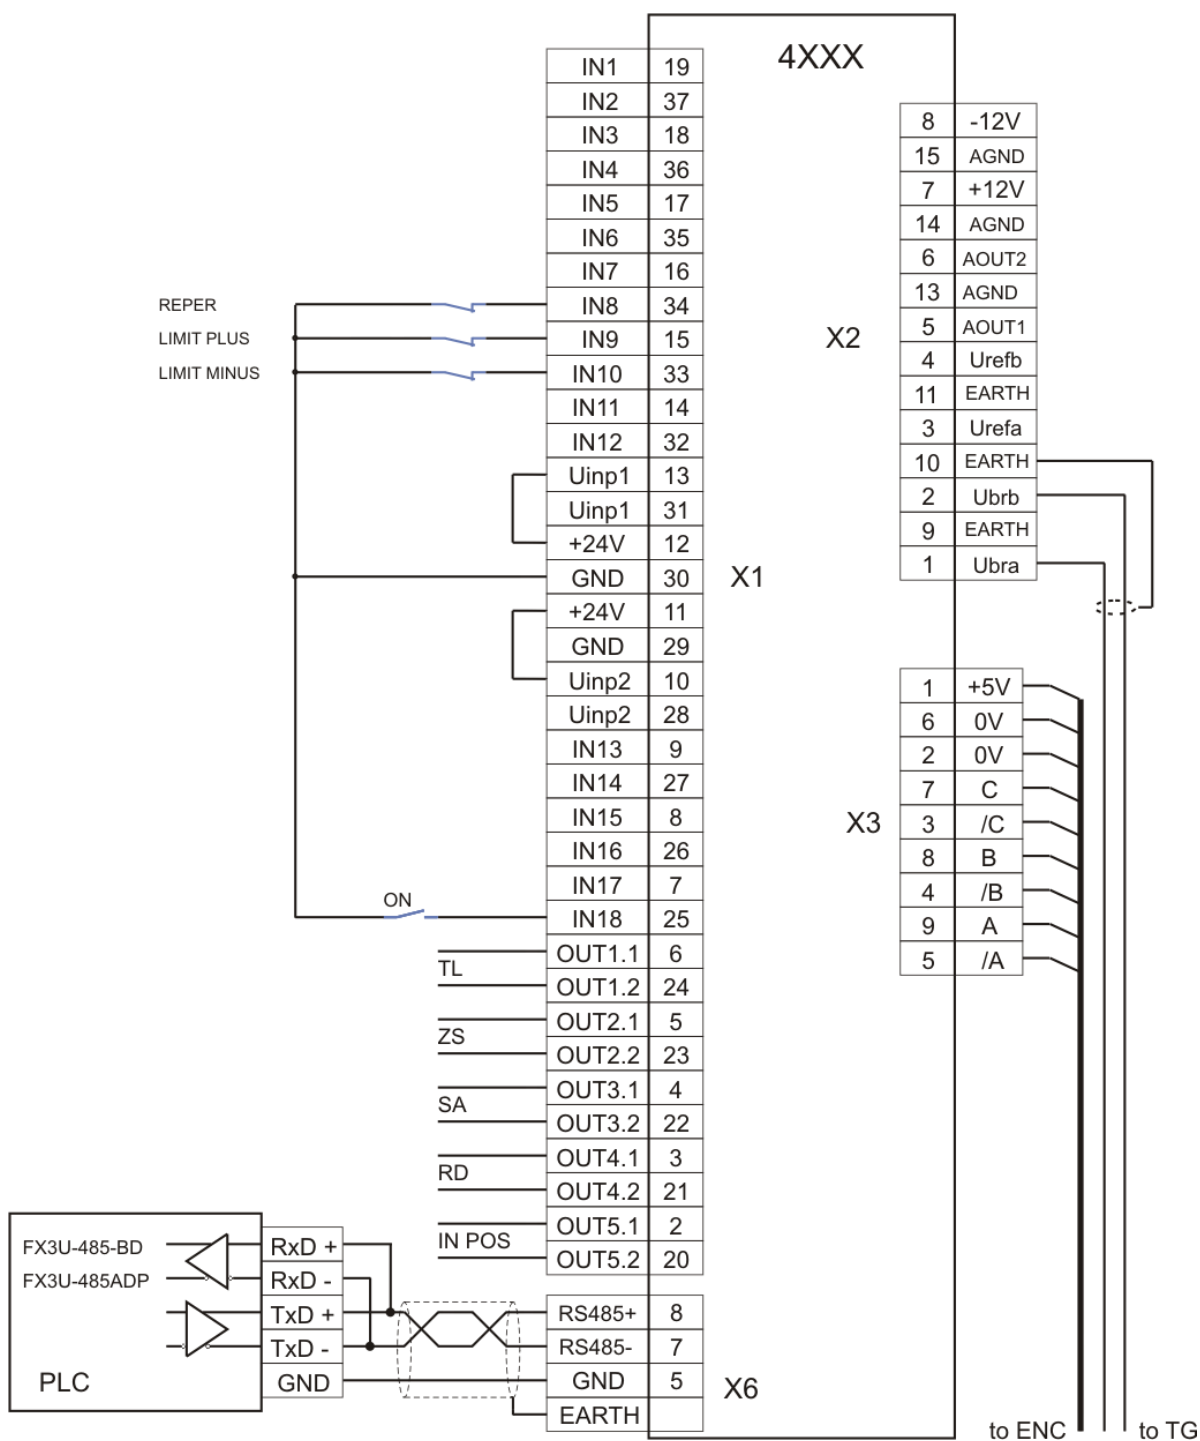 4XXX
IN1 19
IN2 37
IN3 18
IN4 36
IN5 17
IN6 35
IN7 16
REPER IN8 34
LIMIT PLUS IN9 15
LIMIT MINUS IN10 33
IN11 14
IN12 32
Uinp1 13
Uinp1 31
+24V 12
GND 30
+24V 11
GND 29
Uinp2 10
Uinp2 28
IN13 9
IN14 27
IN15 8
IN16 26
IN17 7
ON IN18 25
OUT1.1 6
TL
OUT1.2 24
OUT2.1 5
ZS
OUT2.2 23
OUT3.1 4
SA
OUT3.2 22
OUT4.1 3
RD
OUT4.2 21
OUT5.1 2
IN POS
OUT5.2 20
X1
8 -12V
15 AGND
7 +12V
14 AGND
6 AOUT2
13 AGND
5 AOUT1
4 Urefb
11 EARTH
3 Urefa
10 EARTH
2 Ubrb
9 EARTH
1 Ubra
X2
1 +5V
6 0V
2 0V
7 C
3 /C
8 B
4 /B
9 A
5 /A
X3
FX3U-485-BD RxD +
FX3U-485ADP RxD -
TxD +
TxD -
PLC GND
RS485+ 8
RS485- 7
GND 5
EARTH
X6
to ENC
to TG